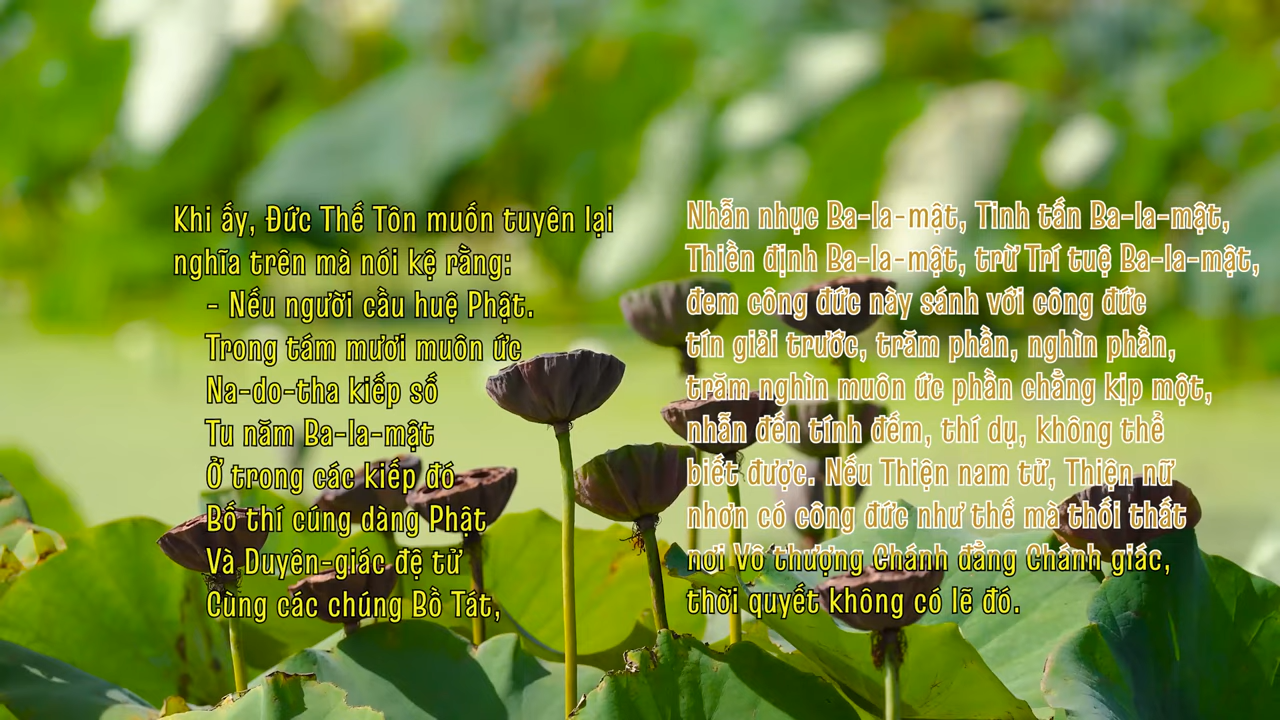 Khi ấy, Đức Thế Tôn muốn tuyên lại
nghĩa trên mà nói kệ rằng:
- Nếu người cầu huệ Phật.
Trong tám mươi muôn ức
Na-do-tha kiếp số
Tu năm Ba-la-mật
Ở trong các kiếp đó
Bố thí cúng dàng Phật
Và Duyên-giác đệ tử
Cùng các chúng Bồ Tát,
Nhẫn nhục Ba-la-mật, Tinh tấn Ba-la-mật,
Thiền định Ba-la-mật, trừ Trí tuệ Ba-la-mật,
đem công đức này sánh với công đức
tín giải trước, trăm phần, nghìn phần,
trăm nghìn muôn ức phần chẳng kịp một,
nhẫn đến tính đếm, thí dụ, không thể
biết được. Nếu Thiện nam tử, Thiện nữ
nhơn có công đức như thế mà thối thất
nơi Vô thượng Chánh đẳng Chánh giác,
thời quyết không có lẽ đó.